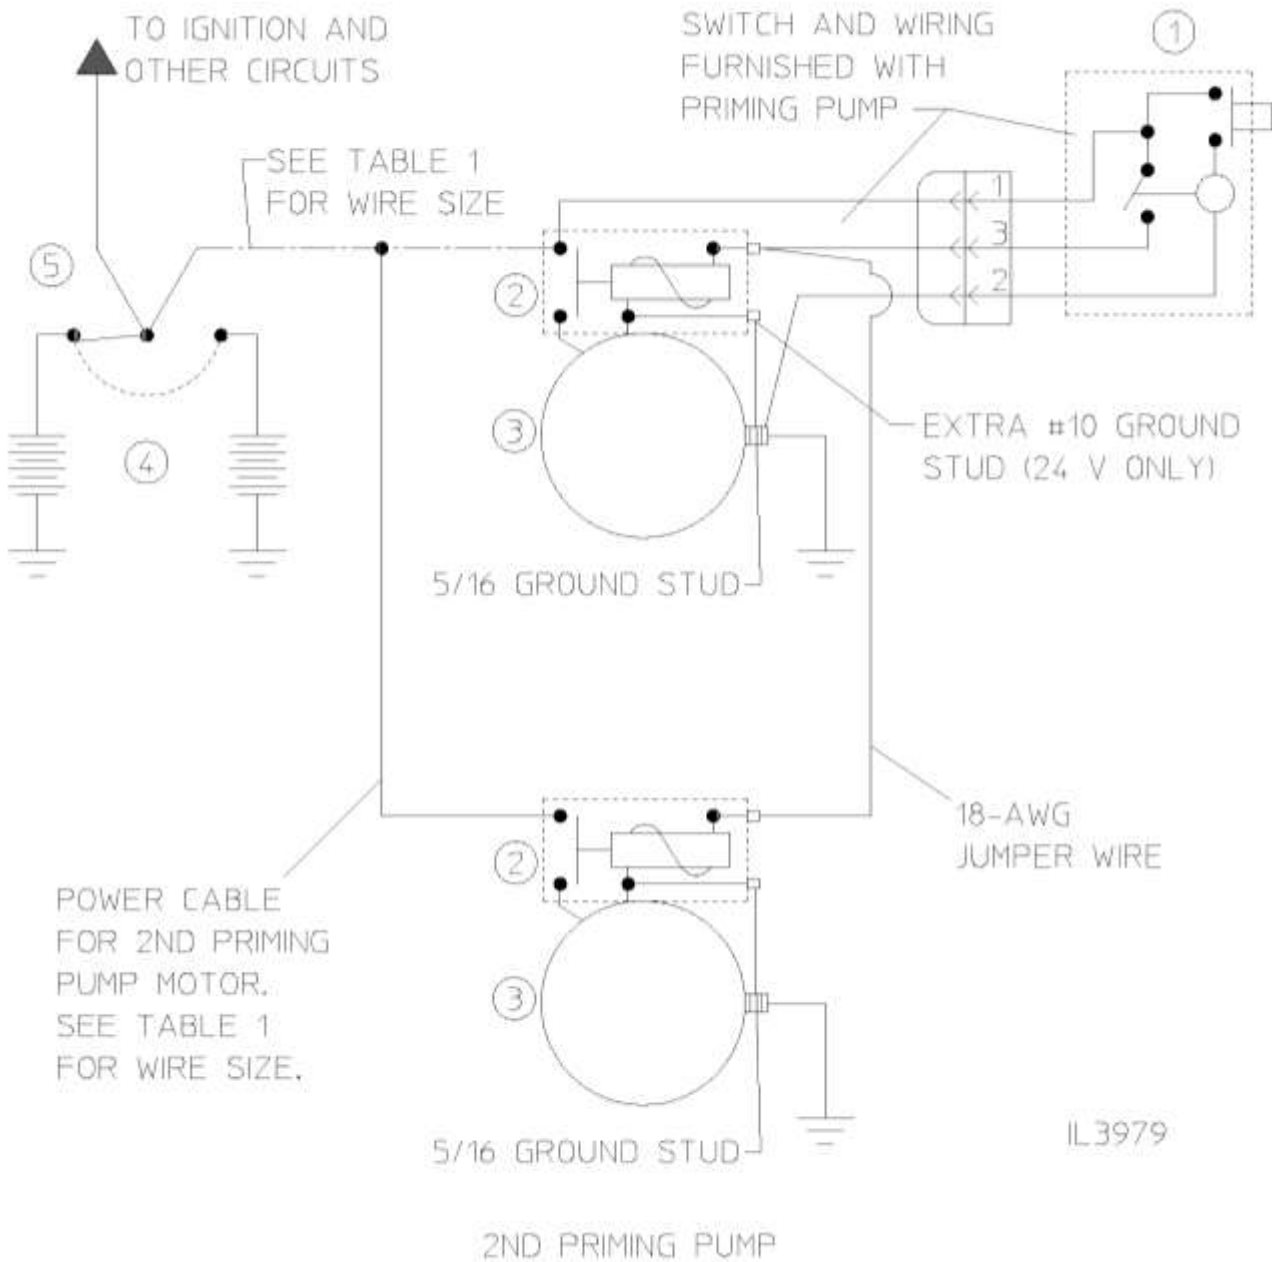 TO IGNITION AND
OTHER CIRCUITS
SWITCH AND WIRING
FURNISHED WITH
PRIMING PUMP
1
SEE TABLE 1
FOR WIRE SIZE
1
3
2
5
2
3
4
EXTRA #10 GROUND
STUD (24 V ONLY)
5/16 GROUND STUD
18-AWG
JUMPER WIRE
2
POWER CABLE
FOR 2ND PRIMING
PUMP MOTOR.
SEE TABLE 1
FOR WIRE SIZE.
3
5/16 GROUND STUD
IL3979
2ND PRIMING PUMP